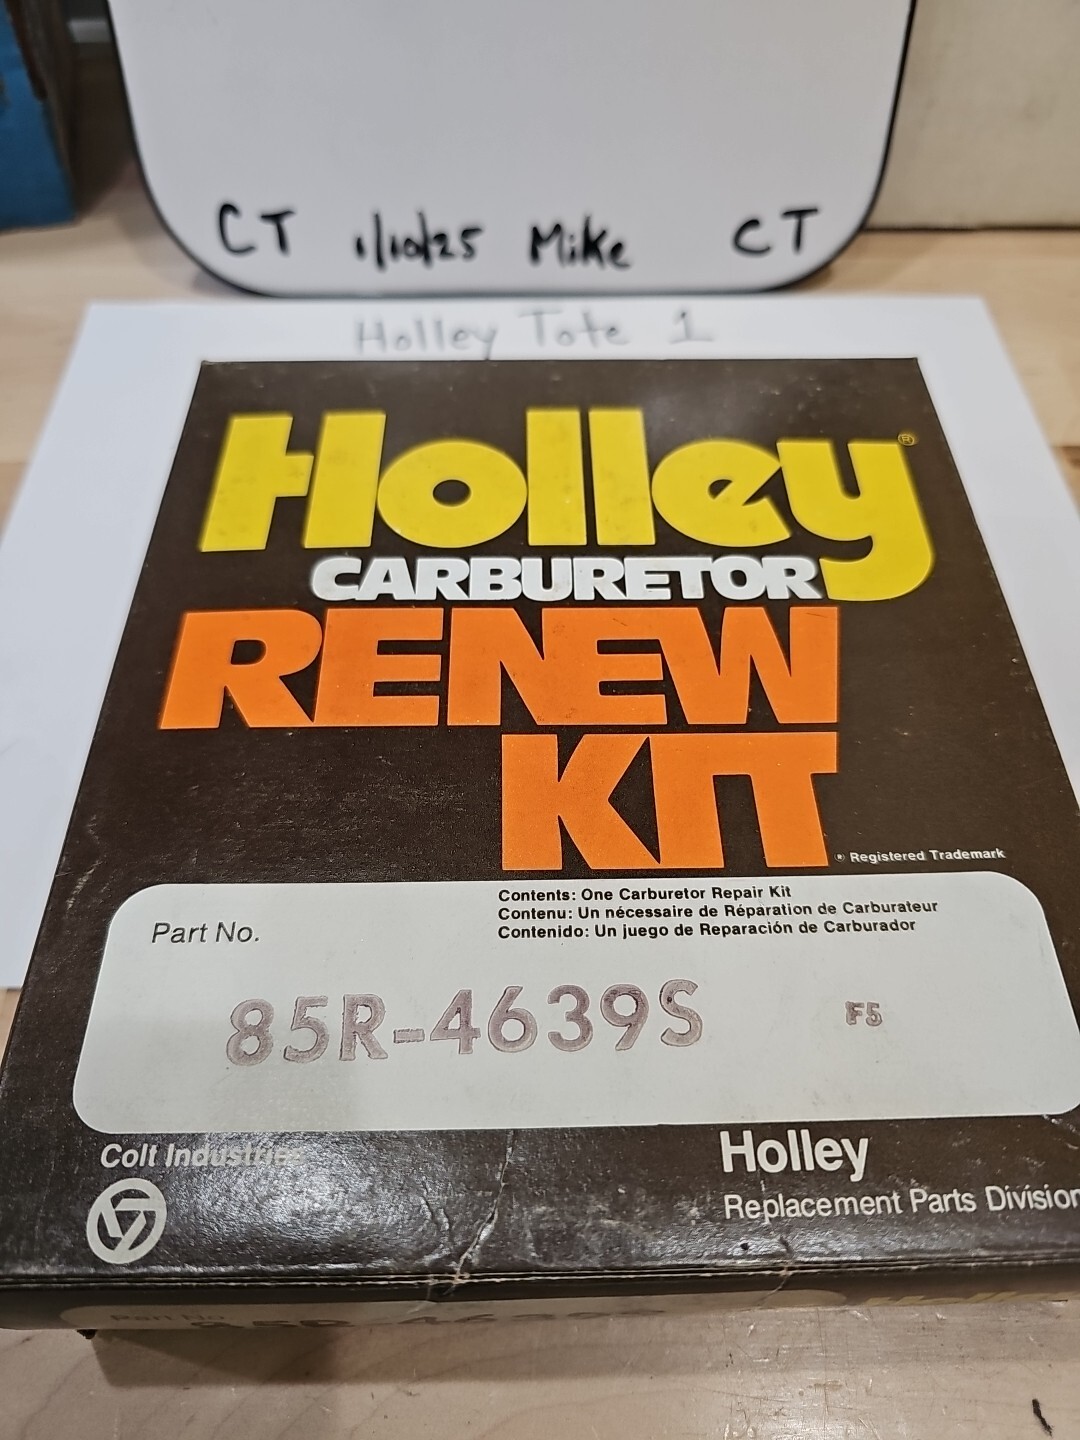 CT 1/10/25 Mike CT
Holley Tote 1
Holley®
CARBURETOR
RENEW
KIT
® Registered Trademark
Contents: One Carburetor Repair Kit
Contenu: Un nécessaire de Réparation de Carburateur
Contenido: Un juego de Reparación de Carburador
Part No.
85R-4639S F5
Colt Industries
Holley
Replacement Parts Division
Part No.